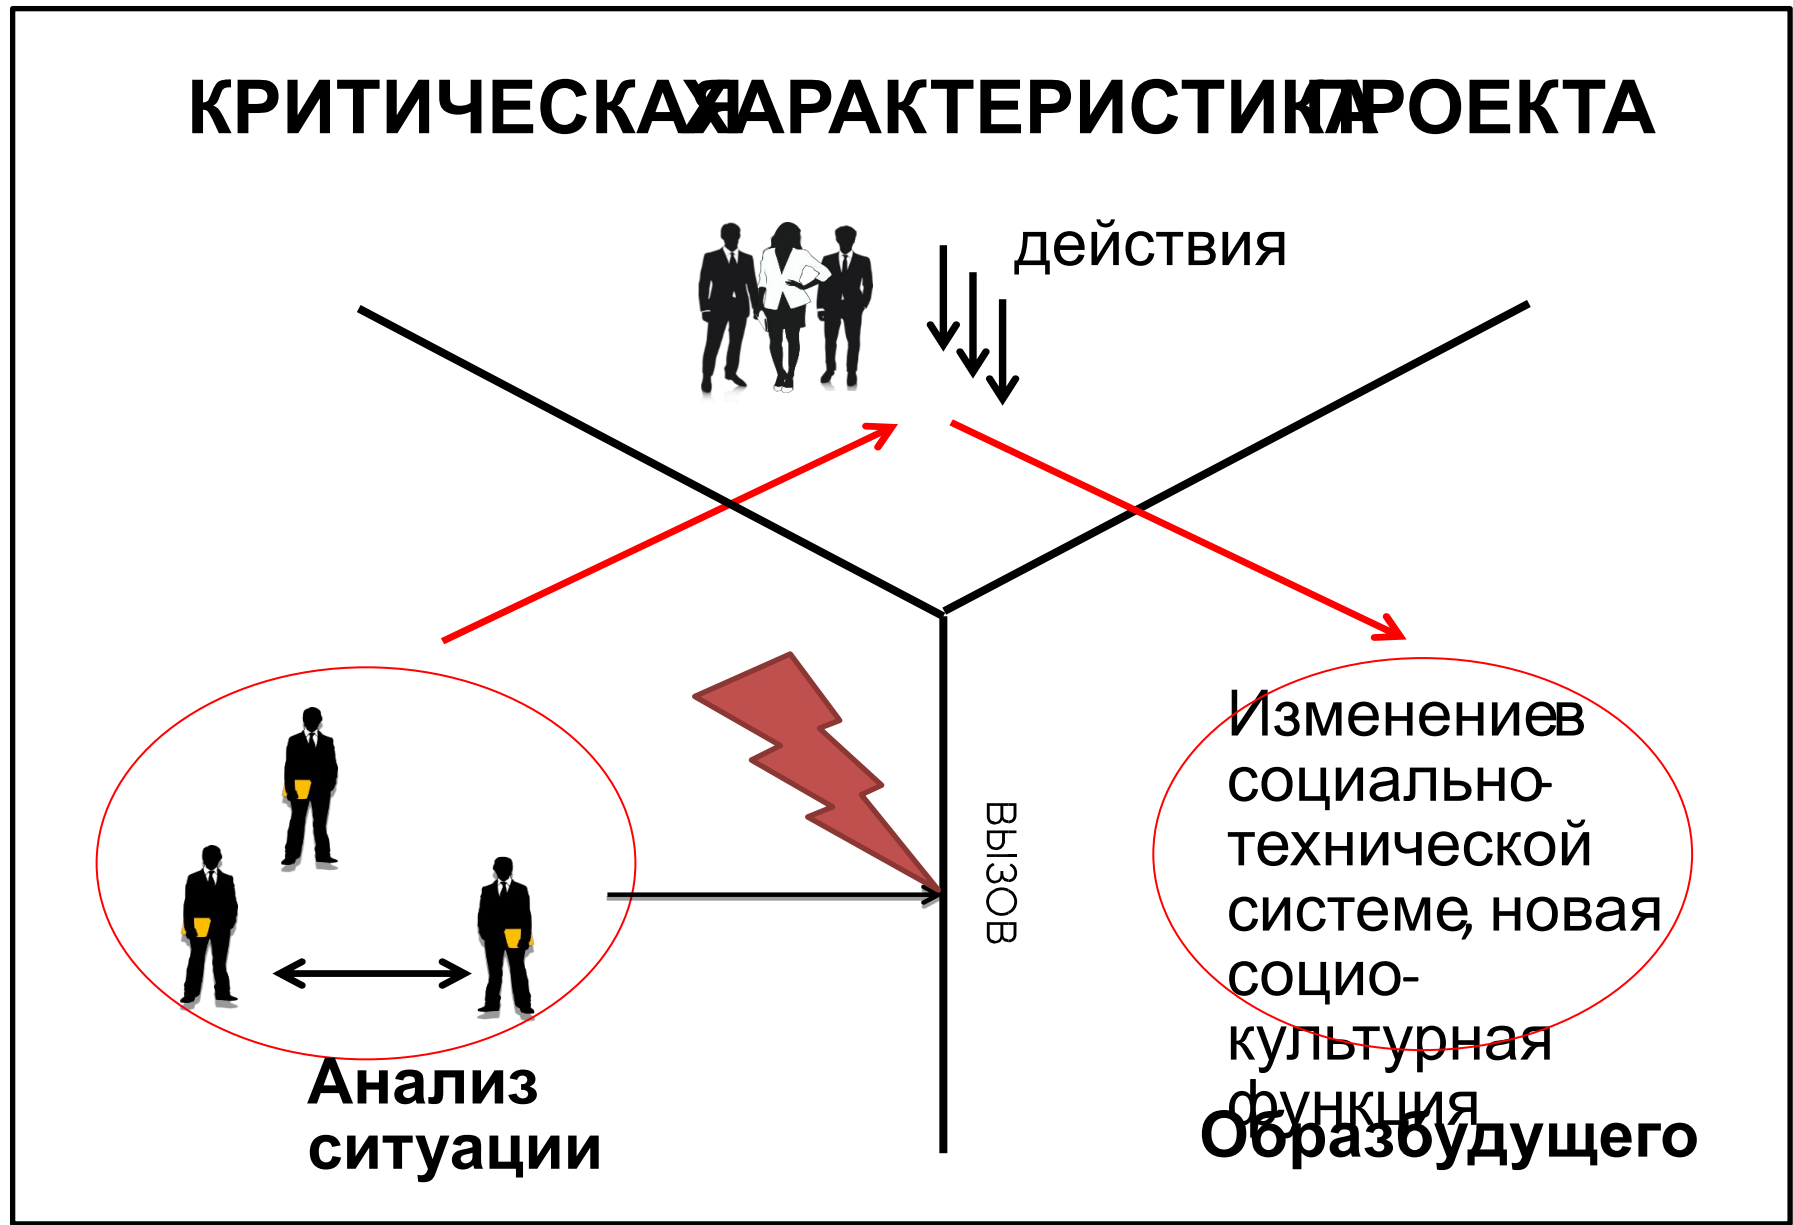 КРИТИЧЕСКАЯ ХАРАКТЕРИСТИКА ПРОЕКТА
действия
ВЫЗОВ
Анализ
ситуации
Изменение в
социально-
технической
системе, новая
социо-
культурная
функция
Образ будущего